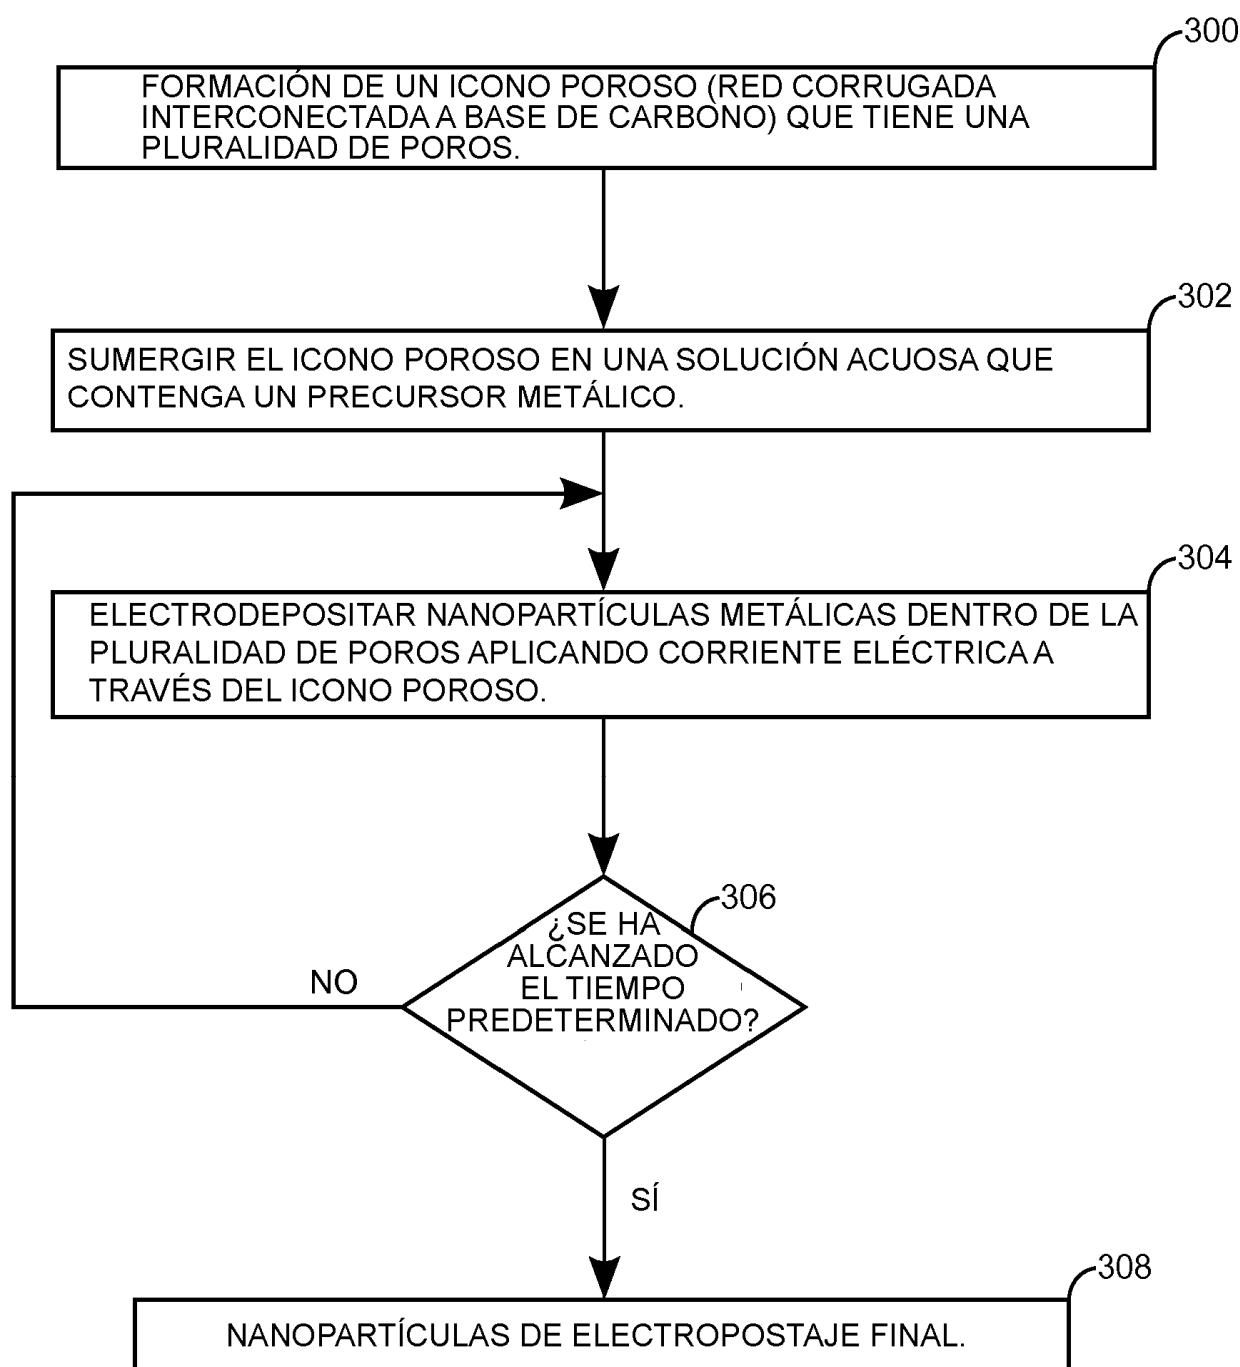 300
FORMACIÓN DE UN ICONO POROSO (RED CORRUGADA
INTERCONECTADA A BASE DE CARBONO) QUE TIENE UNA
PLURALIDAD DE POROS.
302
SUMERGIR EL ICONO POROSO EN UNA SOLUCIÓN ACUOSA QUE
CONTENGA UN PRECURSOR METÁLICO.
304
ELECTRODEPOSITAR NANOPARTÍCULAS METÁLICAS DENTRO DE LA
PLURALIDAD DE POROS APLICANDO CORRIENTE ELÉCTRICA A
TRAVÉS DEL ICONO POROSO.
306
¿SE HA
ALCANZADO
EL TIEMPO
PREDETERMINADO?
NO
SÍ
308
NANOPARTÍCULAS DE ELECTROPOSTAJE FINAL.